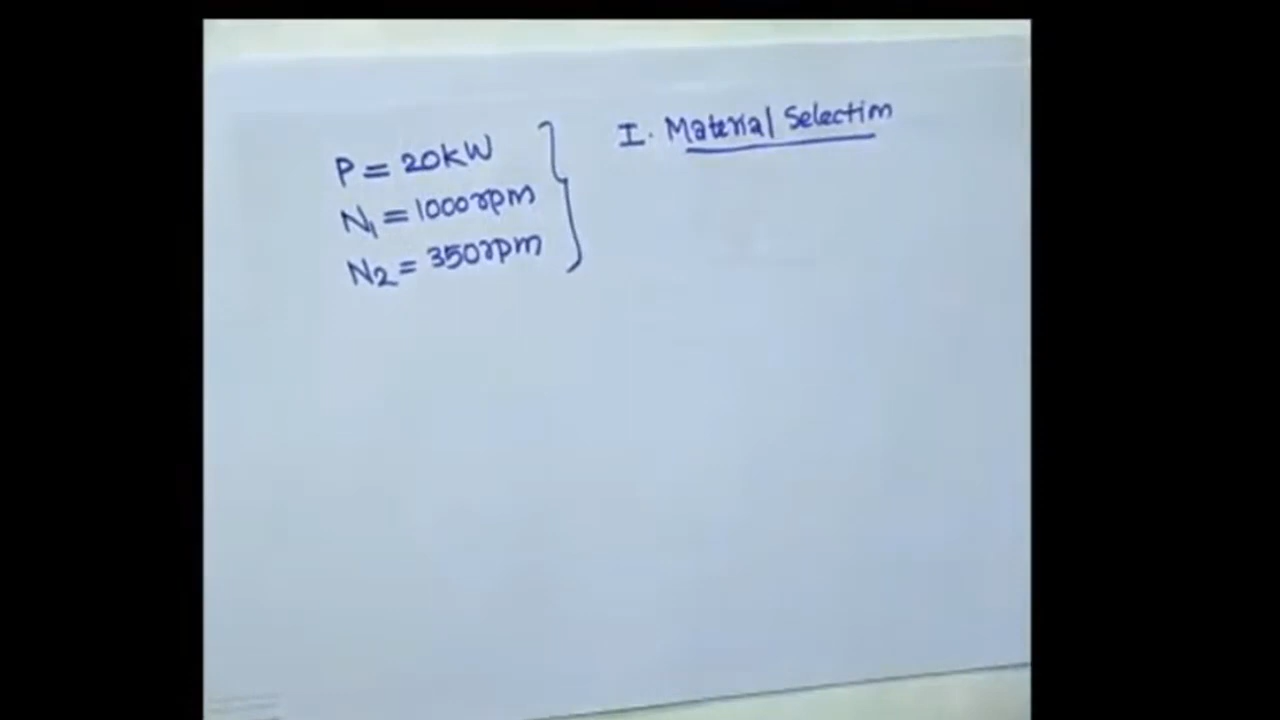 P = 20kW
N1 = 1000rpm
N2 = 350rpm
I. Material Selection